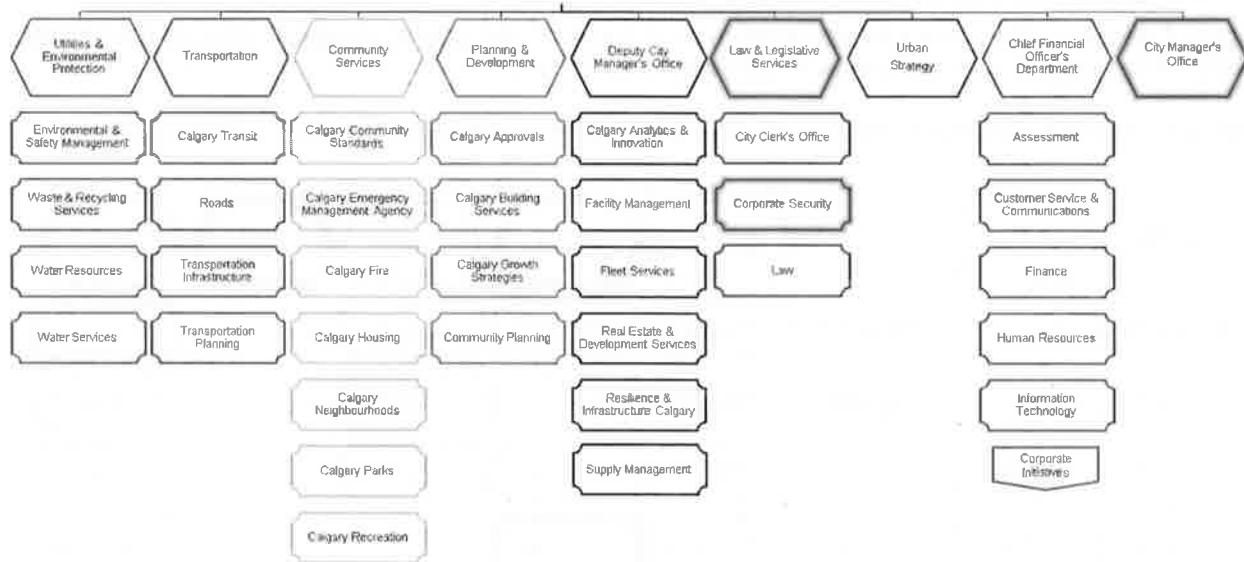 Utilities &
Environmental
Protection
Transportation
Community
Services
Planning &
Development
Deputy City
Manager's Office
Law & Legislative
Services
Urban
Strategy
Chief Financial
Officer's
Department
City Manager's
Office
Environmental &
Safety Management
Calgary Transit
Calgary Community
Standards
Calgary Approvals
Calgary Analytics &
Innovation
City Clerk's Office
Assessment
Waste & Recycling
Services
Roads
Calgary Emergency
Management Agency
Calgary Building
Services
Facility Management
Corporate Security
Customer Service &
Communications
Water Resources
Transportation
Infrastructure
Calgary Fire
Calgary Growth
Strategies
Fleet Services
Law
Finance
Water Services
Transportation
Planning
Calgary Housing
Community Planning
Real Estate &
Development Services
Human Resources
Calgary
Neighbourhoods
Resilience &
Infrastructure Calgary
Information
Technology
Calgary Parks
Supply Management
Corporate
Initiatives
Calgary Recreation